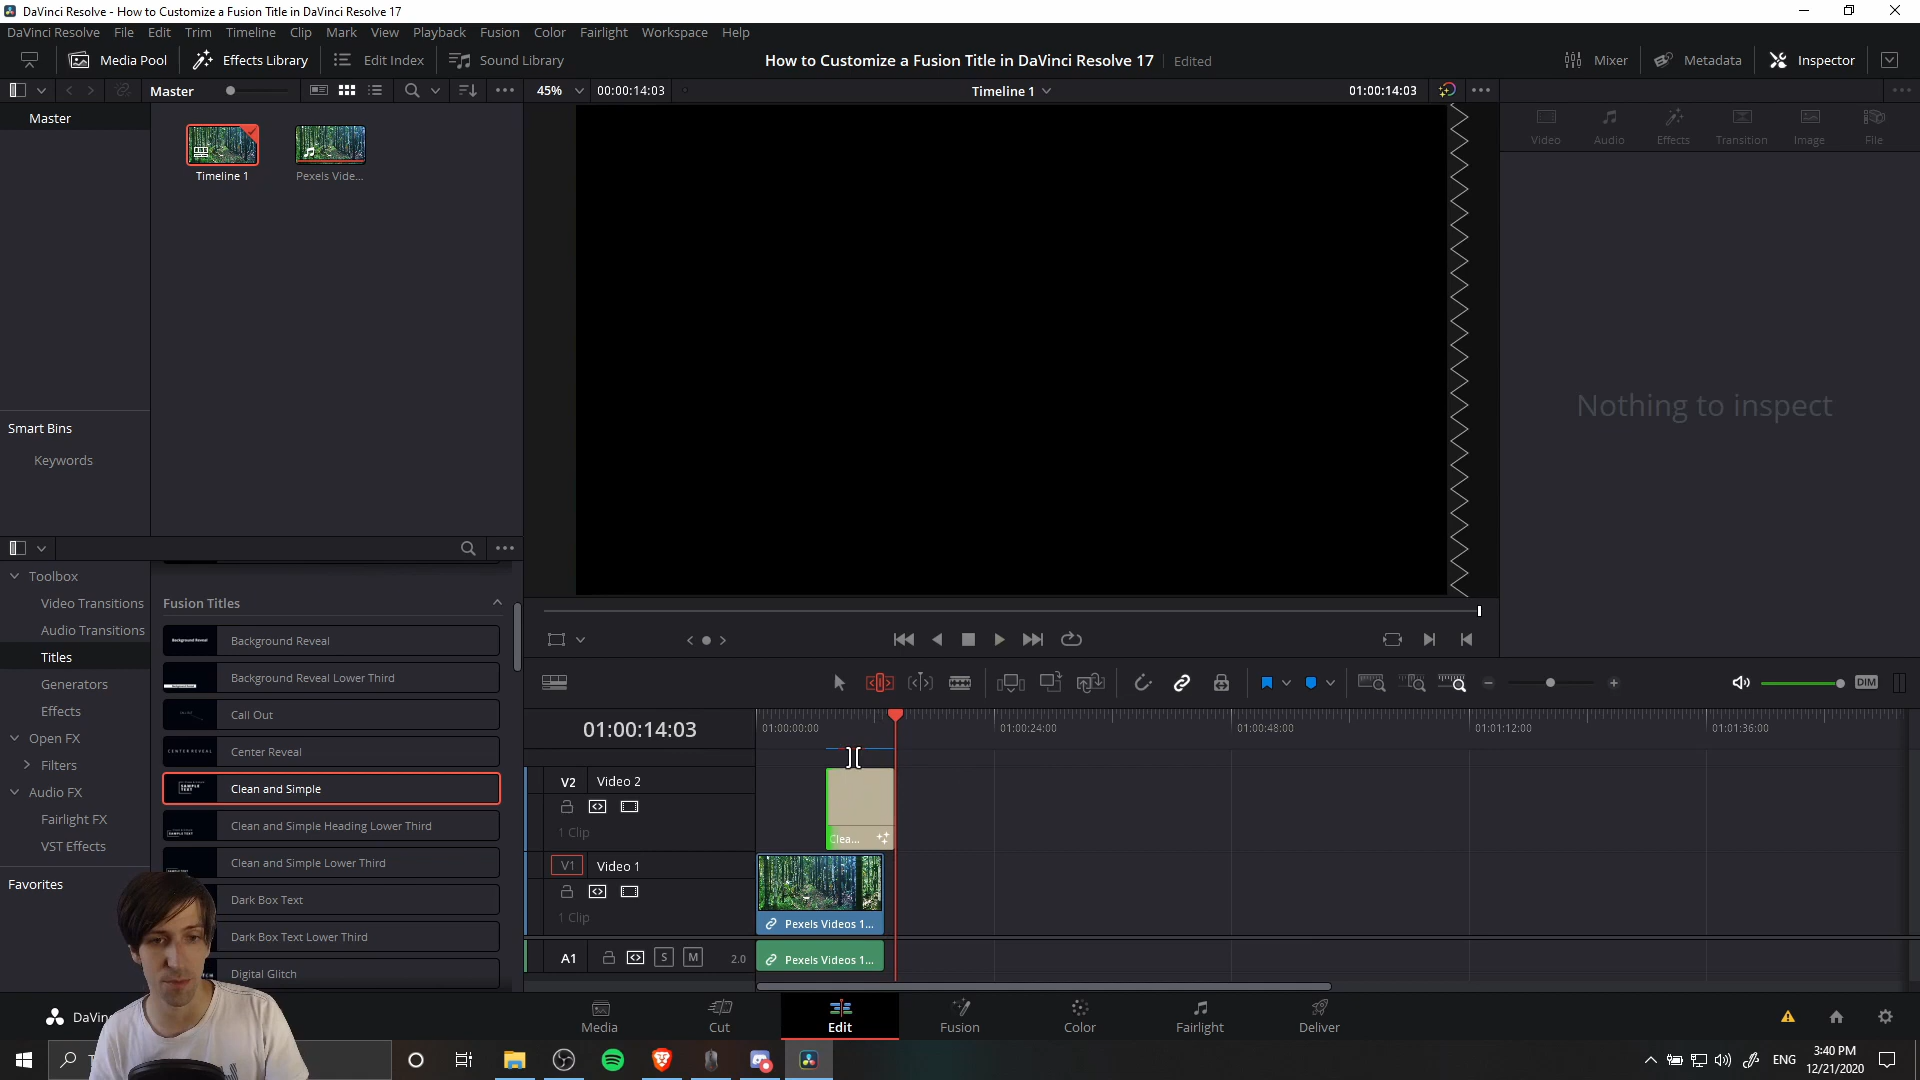 DaVinci Resolve - How to Customize a Fusion Title in DaVinci Resolve 17
DaVinci Resolve File Edit Trim Timeline Clip Mark View Playback Fusion Color Fairlight Workspace Help
Media Pool Effects Library Edit Index Sound Library How to Customize a Fusion Title in DaVinci Resolve 17 Edited Mixer Metadata Inspector
Master 45% 00:00:14:03 Timeline 1 01:00:14:03
Master
Video Audio Effects Transition Image File
Timeline 1 Pexels Vide...
Nothing to inspect
Smart Bins
Keywords
Toolbox
Video Transitions
Audio Transitions
Titles
Generators
Effects
Open FX
Filters
Audio FX
Fairlight FX
VST Effects
Favorites
Fusion Titles
Background Reveal Background Reveal
Background Reveal Lower Third
Call Out
CENTER REVEAL Center Reveal
SAMPLE TEXT Clean and Simple
Clean and Simple Heading Lower Third
Clean and Simple Lower Third
Dark Box Text
Dark Box Text Lower Third
Digital Glitch
DIM
01:00:14:03 01:00:00:00 01:00:24:00 01:00:48:00 01:01:12:00 01:01:36:00
V2 Video 2
1 Clip
Clea...
V1 Video 1
1 Clip
Pexels Videos 1...
A1 S M 2.0 Pexels Videos 1...
DaVin
Media Cut Edit Fusion Color Fairlight Deliver
ENG 3:40 PM
12/21/2020